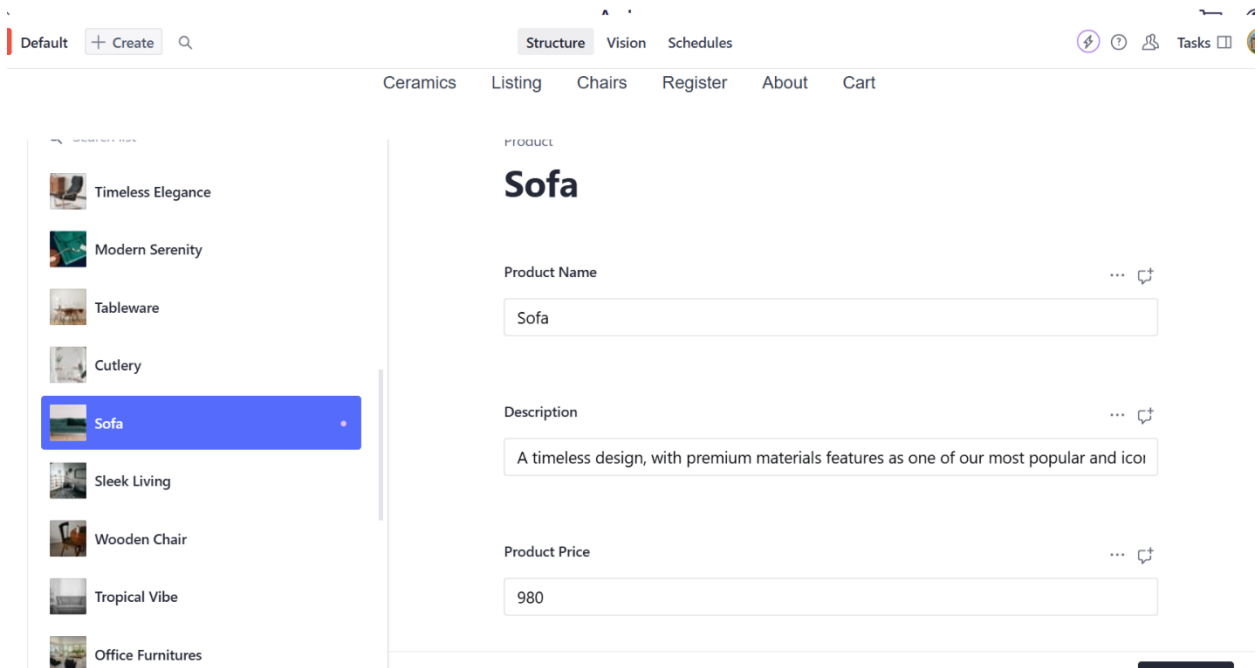 Default
Create
Structure
Vision
Schedules
Tasks
Ceramics
Listing
Chairs
Register
About
Cart
Product
Timeless Elegance
Modern Serenity
Tableware
Cutlery
Sofa
Sleek Living
Wooden Chair
Tropical Vibe
Office Furnitures
Sofa
Product Name
Sofa
Description
A timeless design, with premium materials features as one of our most popular and
Product Price
980